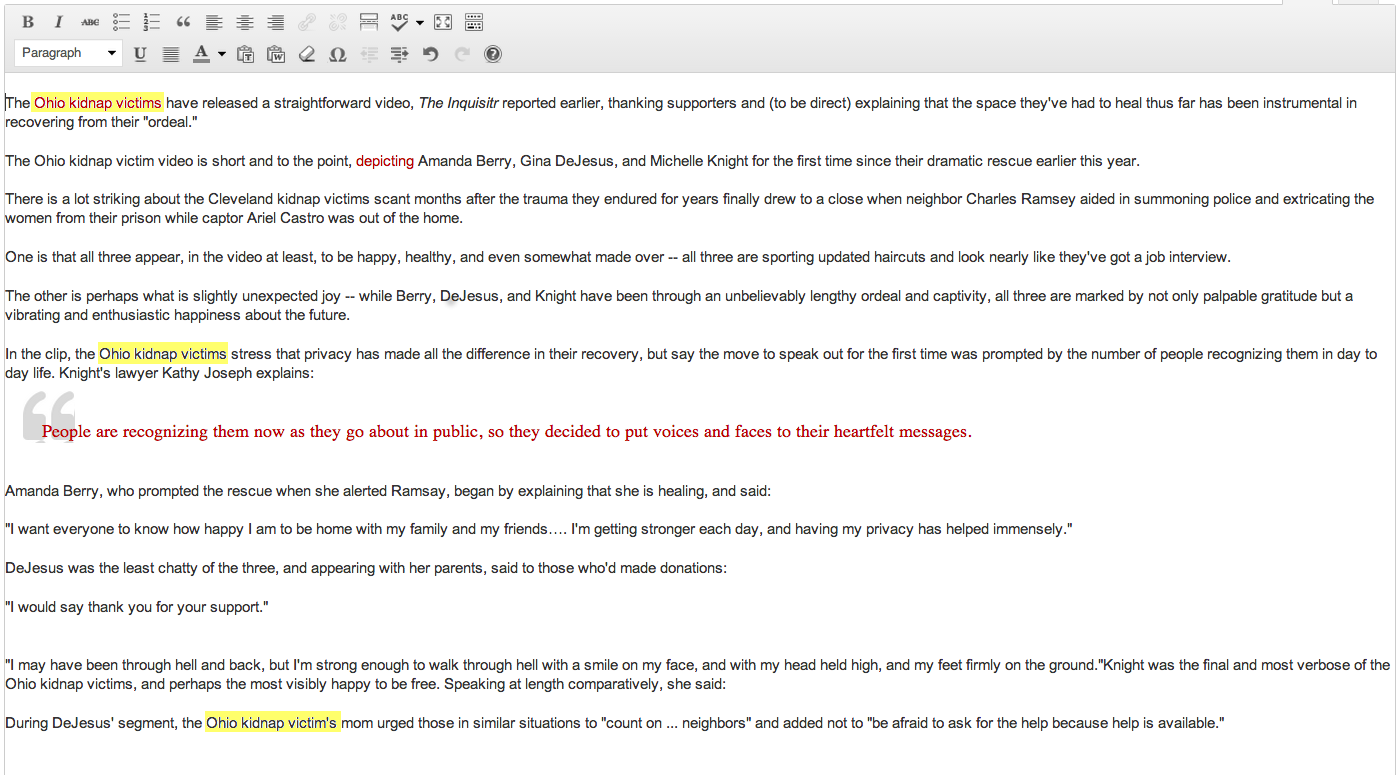 B I ABC ABC
Paragraph U A T W Ω ?
The Ohio kidnap victims have released a straightforward video, The Inquisitr reported earlier, thanking supporters and (to be direct) explaining that the space they've had to heal thus far has been instrumental in
recovering from their "ordeal."
The Ohio kidnap victim video is short and to the point, depicting Amanda Berry, Gina DeJesus, and Michelle Knight for the first time since their dramatic rescue earlier this year.
There is a lot striking about the Cleveland kidnap victims scant months after the trauma they endured for years finally drew to a close when neighbor Charles Ramsey aided in summoning police and extricating the
women from their prison while captor Ariel Castro was out of the home.
One is that all three appear, in the video at least, to be happy, healthy, and even somewhat made over -- all three are sporting updated haircuts and look nearly like they've got a job interview.
The other is perhaps what is slightly unexpected joy -- while Berry, DeJesus, and Knight have been through an unbelievably lengthy ordeal and captivity, all three are marked by not only palpable gratitude but a
vibrating and enthusiastic happiness about the future.
In the clip, the Ohio kidnap victims stress that privacy has made all the difference in their recovery, but say the move to speak out for the first time was prompted by the number of people recognizing them in day to
day life. Knight's lawyer Kathy Joseph explains:
People are recognizing them now as they go about in public, so they decided to put voices and faces to their heartfelt messages.
Amanda Berry, who prompted the rescue when she alerted Ramsay, began by explaining that she is healing, and said:
"I want everyone to know how happy I am to be home with my family and my friends…. I'm getting stronger each day, and having my privacy has helped immensely."
DeJesus was the least chatty of the three, and appearing with her parents, said to those who'd made donations:
"I would say thank you for your support."
"I may have been through hell and back, but I'm strong enough to walk through hell with a smile on my face, and with my head held high, and my feet firmly on the ground."Knight was the final and most verbose of the
Ohio kidnap victims, and perhaps the most visibly happy to be free. Speaking at length comparatively, she said:
During DeJesus' segment, the Ohio kidnap victim's mom urged those in similar situations to "count on ... neighbors" and added not to "be afraid to ask for the help because help is available."